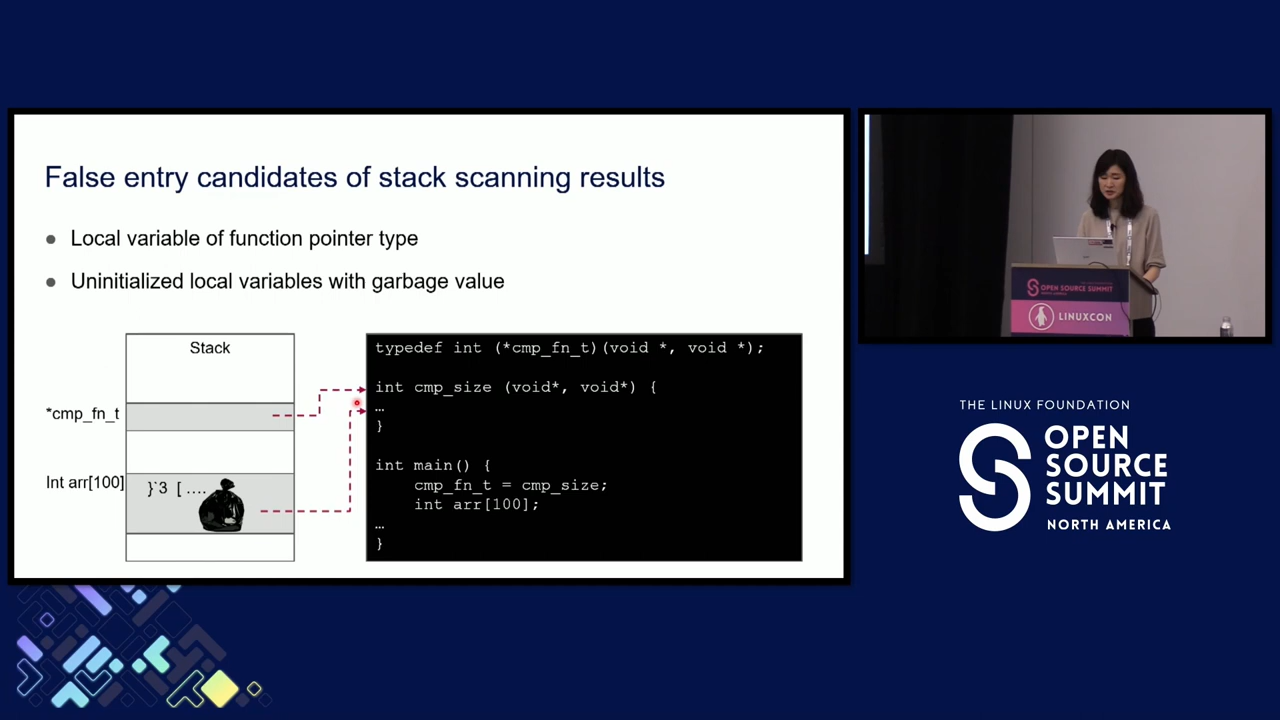 False entry candidates of stack scanning results
● Local variable of function pointer type
● Uninitialized local variables with garbage value
Stack
*cmp_fn_t
Int arr[100]
}`3 [ ....
typedef int (*cmp_fn_t)(void *, void *);
int cmp_size (void*, void*) {
…
}
int main() {
cmp_fn_t = cmp_size;
int arr[100];
…
}
OPEN SOURCE SUMMIT
LINUXCON
THE LINUX FOUNDATION
OPEN
SOURCE
SUMMIT
NORTH AMERICA